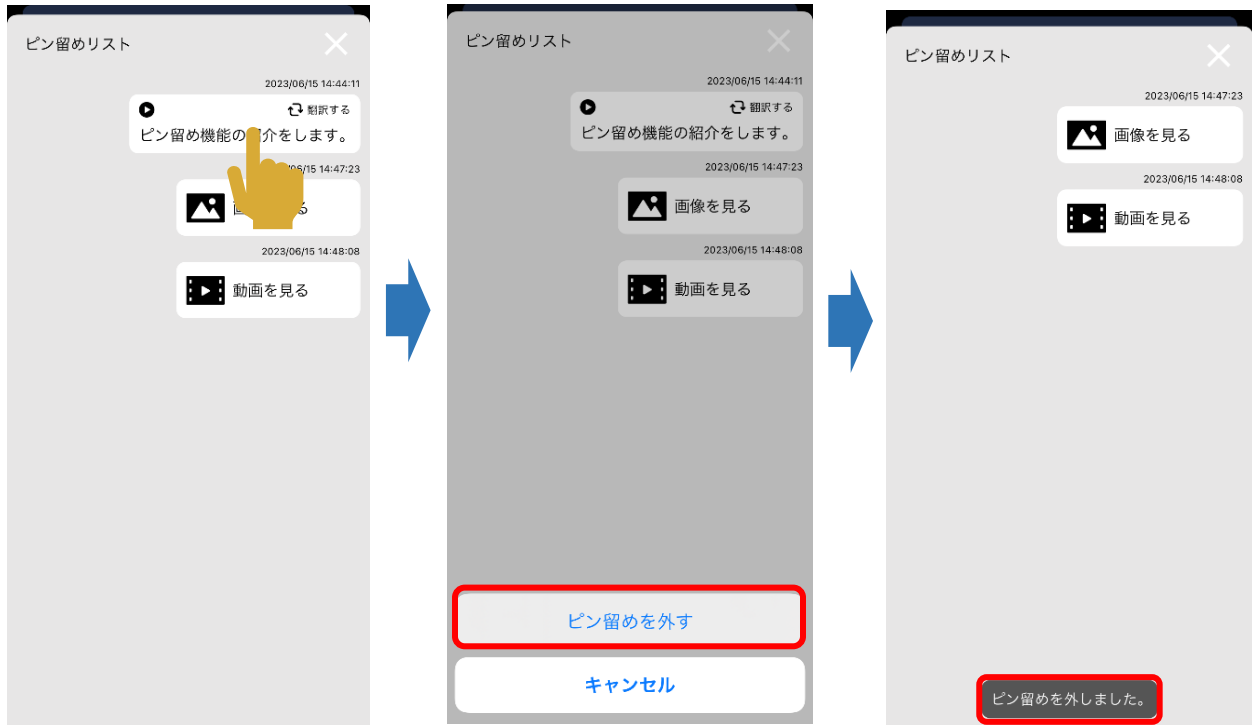 ピン留めリスト
2023/06/15 14:44:11
翻訳する
ピン留め機能の 介をします。
/15 14:47:23
2023/06/15 14:48:08
動画を見る
ピン留めリスト
2023/06/15 14:44:11
翻訳する
ピン留め機能の紹介をします。
2023/06/15 14:47:23
画像を見る
2023/06/15 14:48:08
動画を見る
ピン留めを外す
キャンセル
ピン留めリスト
2023/06/15 14:47:23
画像を見る
2023/06/15 14:48:08
動画を見る
ピン留めを外しました。